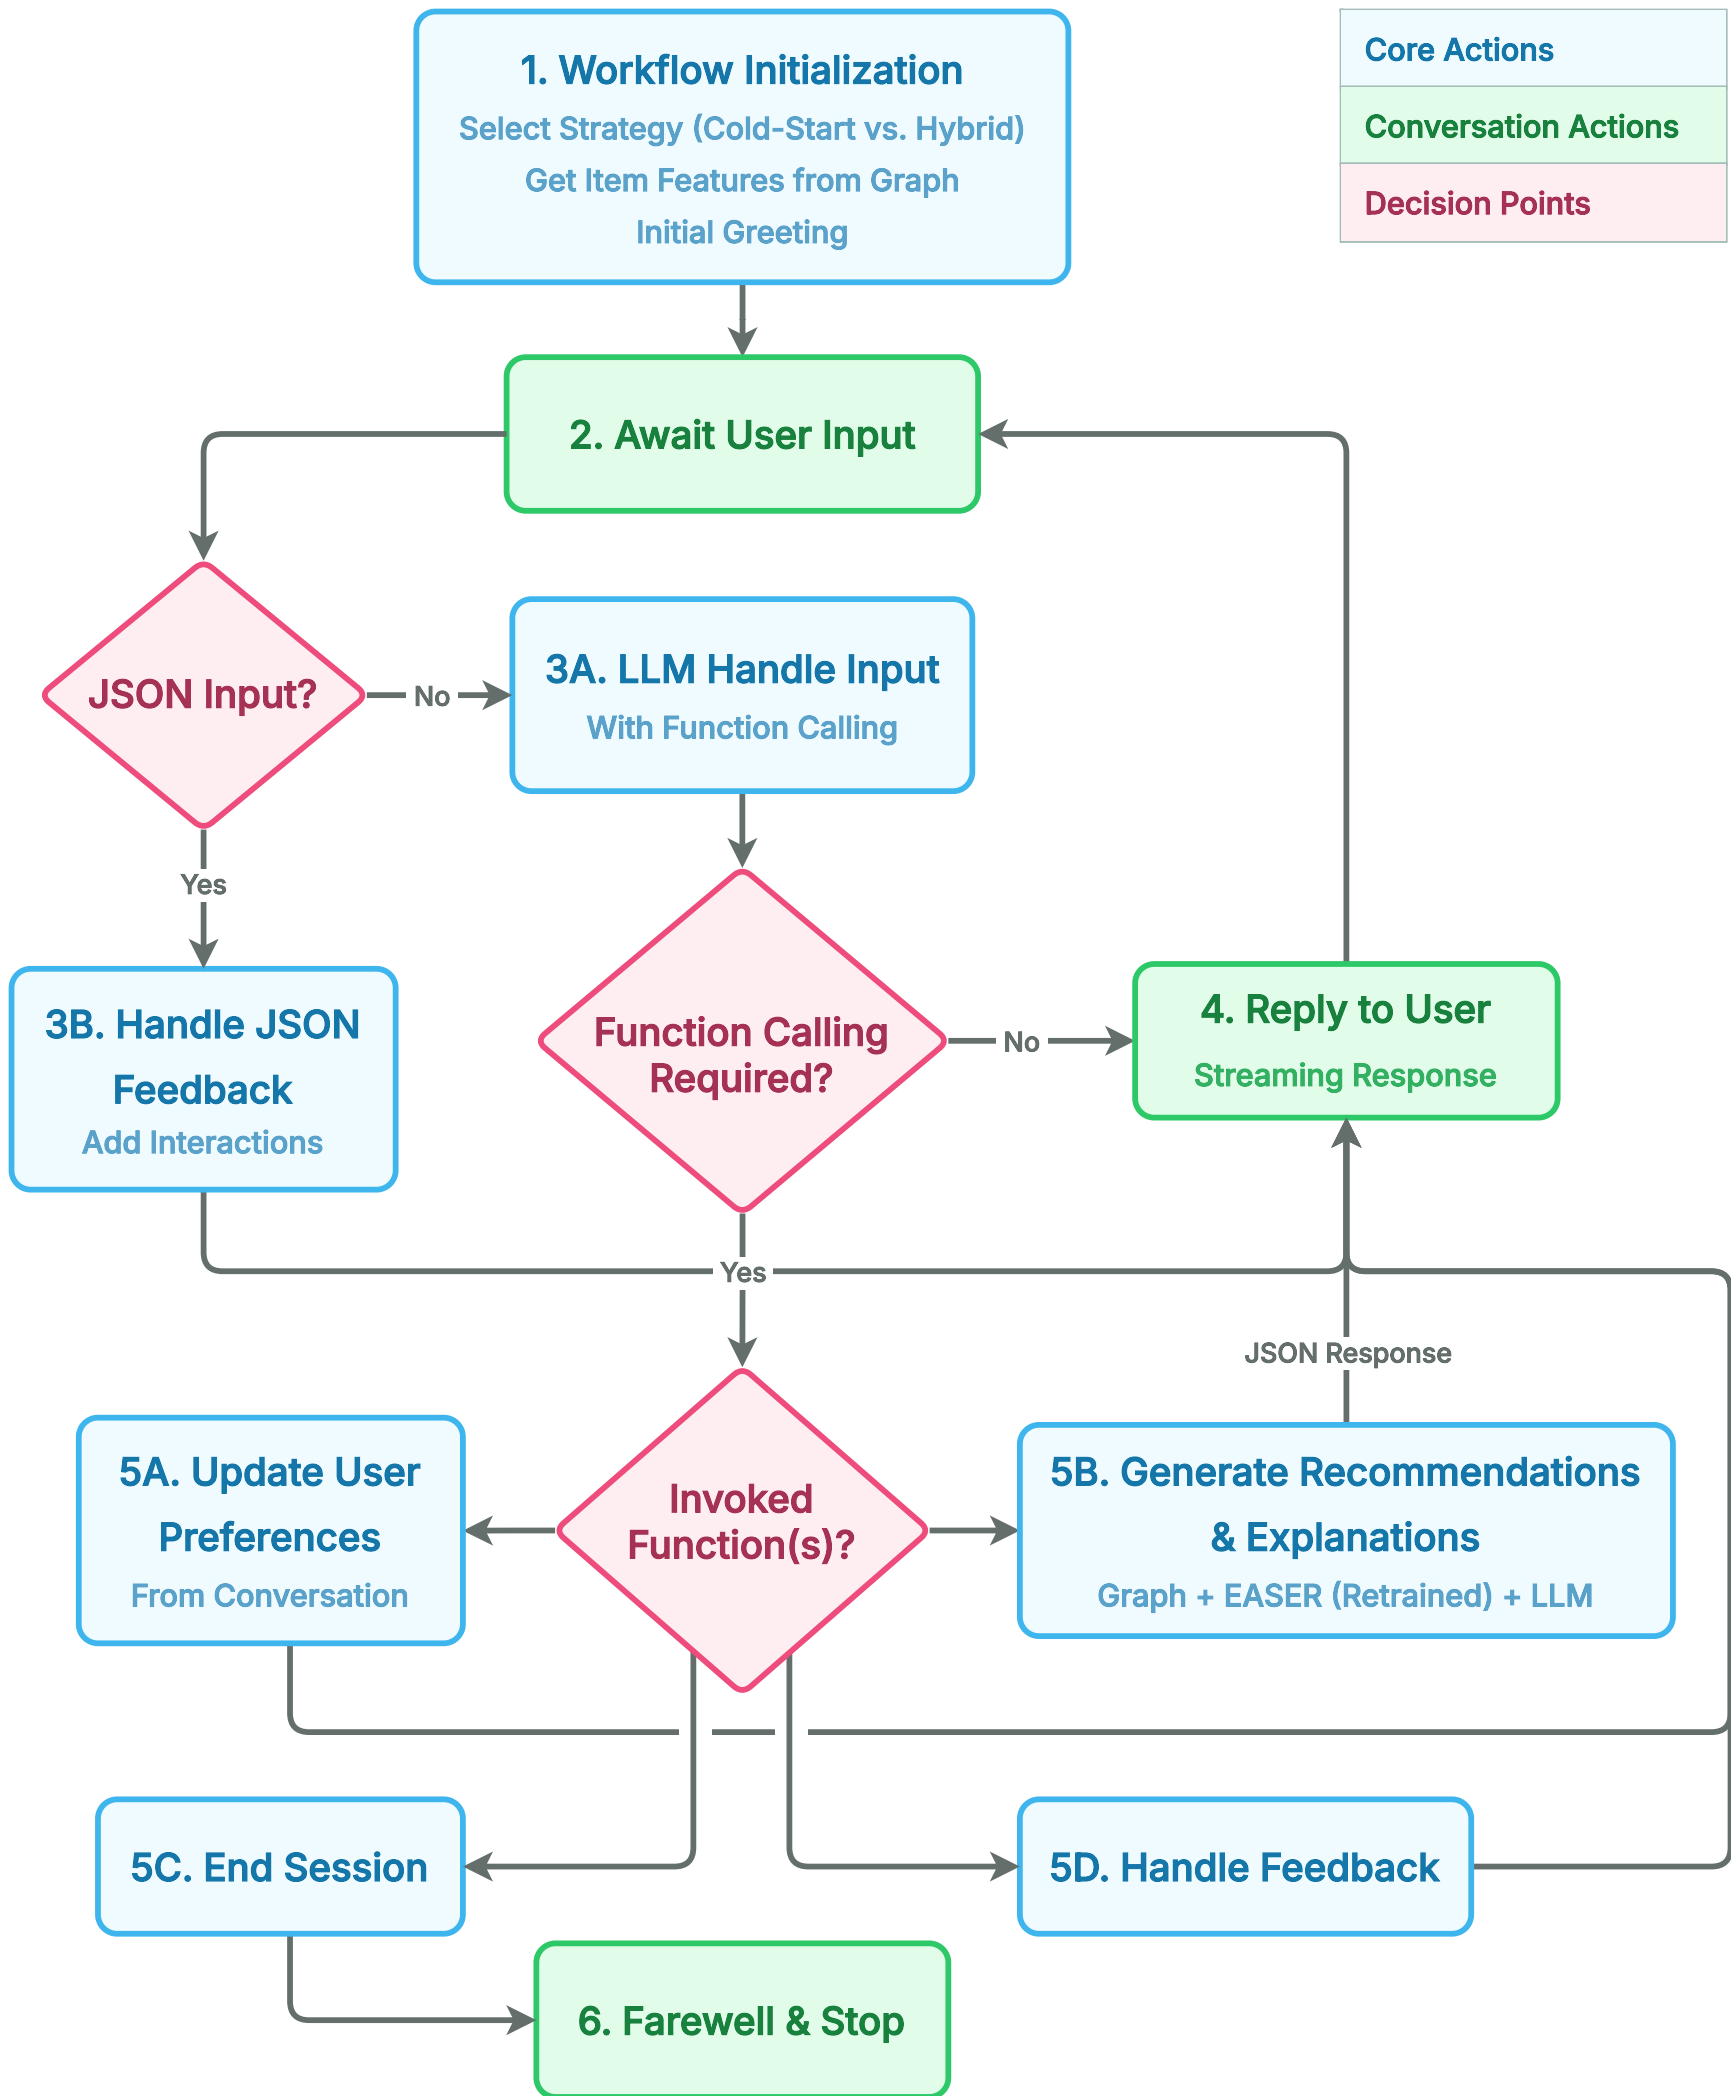 1. Workflow Initialization
Select Strategy (Cold-Start vs. Hybrid)
Get Item Features from Graph
Initial Greeting
Core Actions
Conversation Actions
Decision Points
2. Await User Input
JSON Input?
No
3A. LLM Handle Input
With Function Calling
Yes
3B. Handle JSON
Feedback
Add Interactions
Function Calling
Required?
No
4. Reply to User
Streaming Response
Yes
JSON Response
5A. Update User
Preferences
From Conversation
Invoked
Function(s)?
5B. Generate Recommendations
& Explanations
Graph + EASER (Retrained) + LLM
5C. End Session
5D. Handle Feedback
6. Farewell & Stop